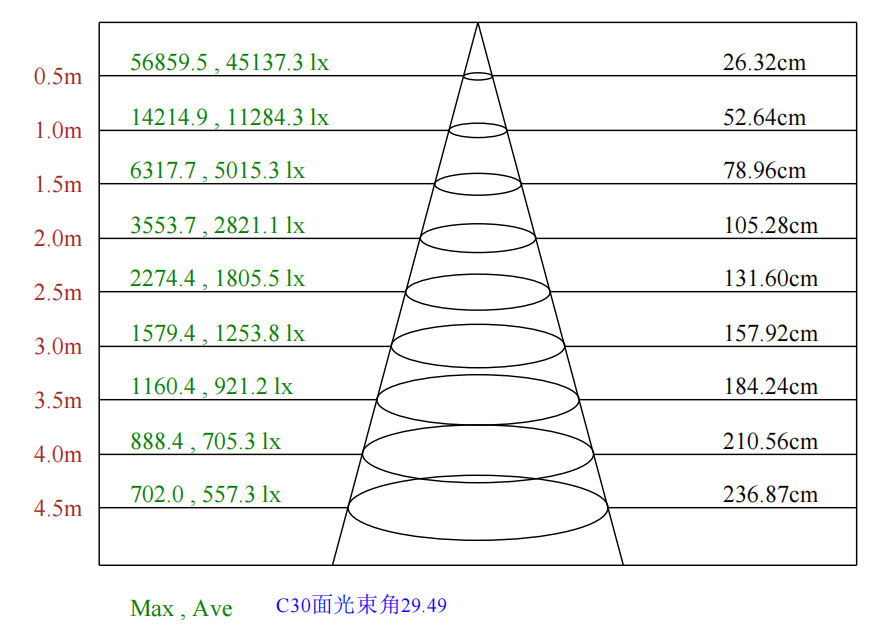 56859.5 , 45137.3 lx 26.32cm
0.5m
14214.9 , 11284.3 lx 52.64cm
1.0m
6317.7 , 5015.3 lx 78.96cm
1.5m
3553.7 , 2821.1 lx 105.28cm
2.0m
2274.4 , 1805.5 lx 131.60cm
2.5m
1579.4 , 1253.8 lx 157.92cm
3.0m
1160.4 , 921.2 lx 184.24cm
3.5m
888.4 , 705.3 lx 210.56cm
4.0m
702.0 , 557.3 lx 236.87cm
4.5m
Max , Ave C30面光束角29.49